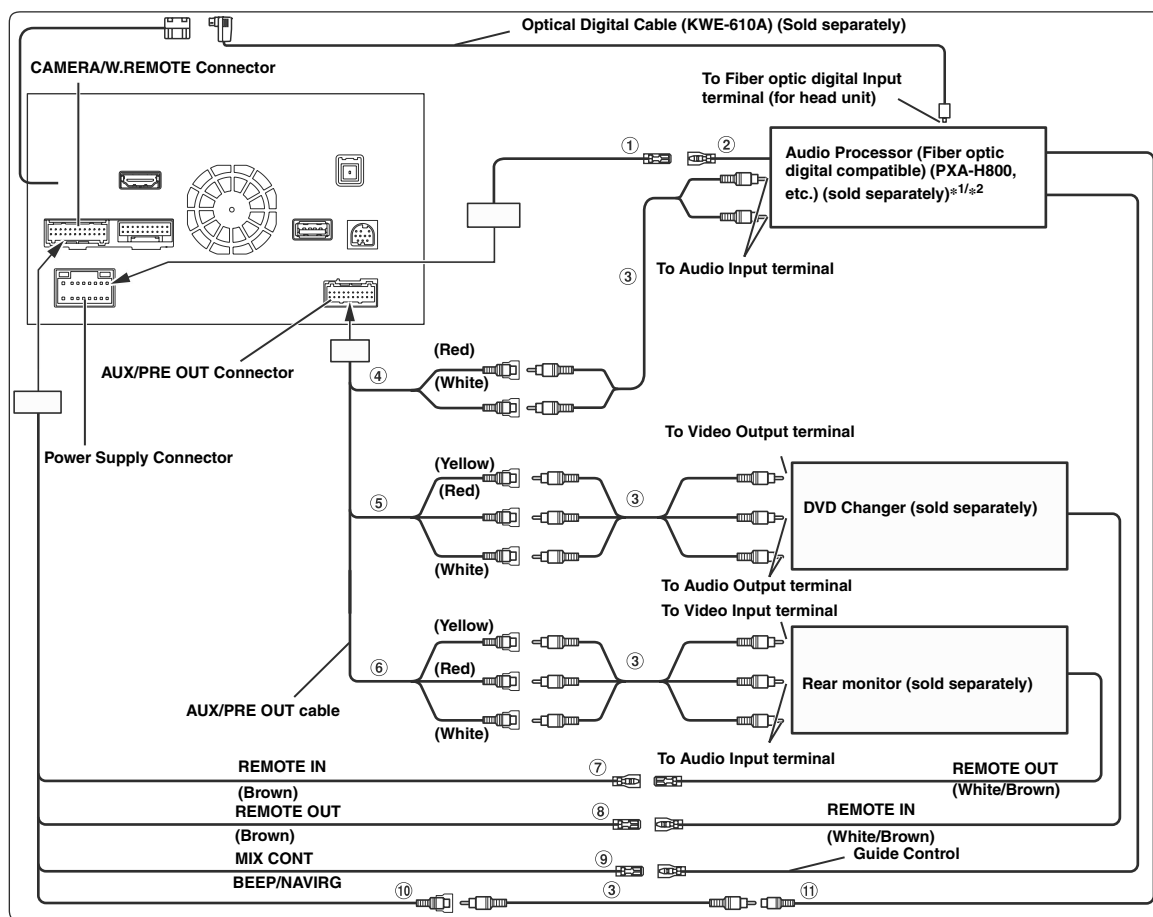 Optical Digital Cable (KWE-610A) (Sold separately)
CAMERA/W.REMOTE Connector
To Fiber optic digital Input
terminal (for head unit)
① ②
Audio Processor (Fiber optic
digital compatible) (PXA-H800,
etc.) (sold separately)*1/*2
To Audio Input terminal
③
(Red)
AUX/PRE OUT Connector
④
(White)
To Video Output terminal
Power Supply Connector
(Yellow)
(Red)
⑤
③
DVD Changer (sold separately)
(White)
To Audio Output terminal
To Video Input terminal
(Yellow)
⑥
(Red)
③
Rear monitor (sold separately)
AUX/PRE OUT cable
(White)
To Audio Input terminal
REMOTE IN
⑦
REMOTE OUT
(Brown)
(White/Brown)
REMOTE OUT
⑧
REMOTE IN
(Brown)
(White/Brown)
MIX CONT
⑨
Guide Control
BEEP/NAVIRG
⑩ ③ ⑪